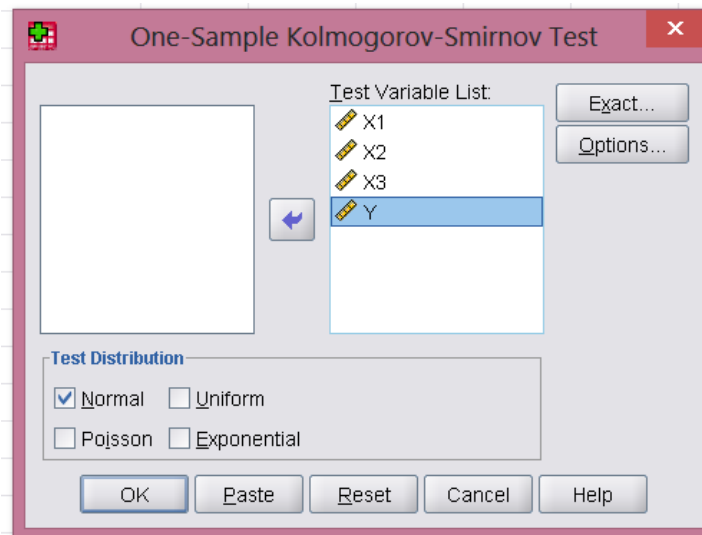 One-Sample Kolmogorov-Smirnov Test
Test Variable List:
X1
X2
X3
Y
Exact...
Options...
Test Distribution
Normal Uniform
Poisson Exponential
OK Paste Reset Cancel Help